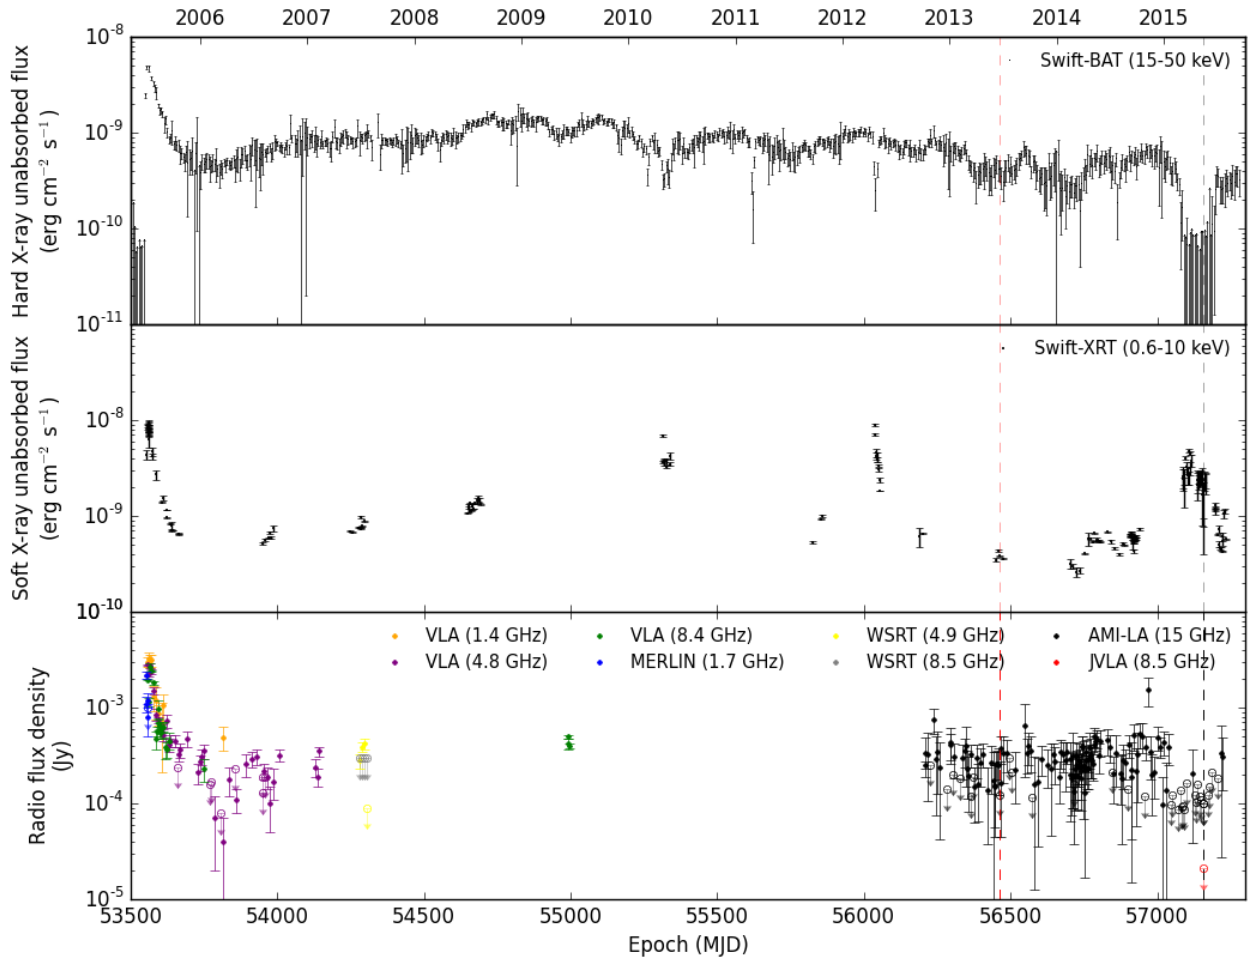 2006 2007 2008 2009 2010 2011 2012 2013 2014 2015
10⁻⁸
10⁻⁹
10⁻¹⁰
10⁻¹¹
Hard X-ray unabsorbed flux
(erg cm⁻² s⁻¹)
Swift-BAT (15-50 keV)
10⁻⁸
10⁻⁹
10⁻¹⁰
Soft X-ray unabsorbed flux
(erg cm⁻² s⁻¹)
Swift-XRT (0.6-10 keV)
10⁻³
10⁻⁴
10⁻⁵
Radio flux density
(Jy)
VLA (1.4 GHz) VLA (8.4 GHz) WSRT (4.9 GHz) AMI-LA (15 GHz)
VLA (4.8 GHz) MERLIN (1.7 GHz) WSRT (8.5 GHz) JVLA (8.5 GHz)
53500 54000 54500 55000 55500 56000 56500 57000
Epoch (MJD)